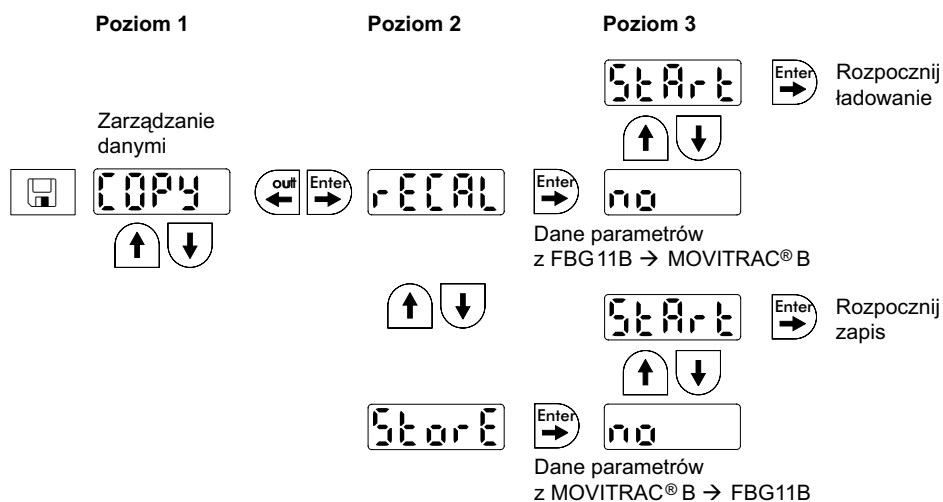 Poziom 1
Poziom 2
Poziom 3
StArt
Enter
Rozpocznij
ładowanie
Zarządzanie
danymi
COPY
out
Enter
rECAL
Enter
no
Dane parametrów
z FBG11B → MOVITRAC® B
StArt
Enter
Rozpocznij
zapis
StorE
Enter
no
Dane parametrów
z MOVITRAC® B → FBG11B